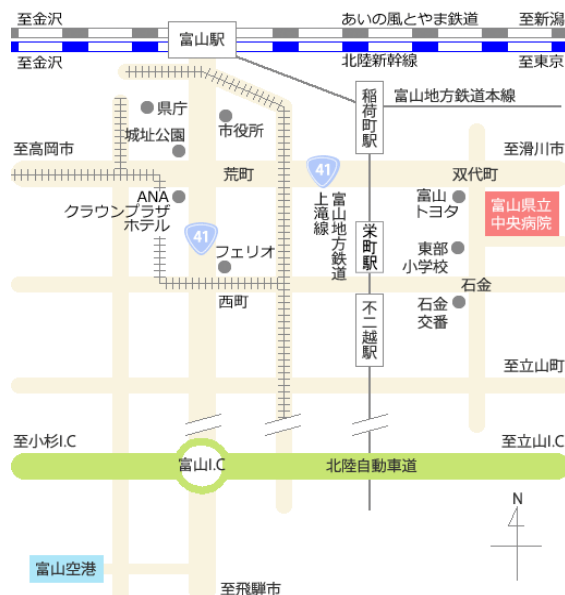 至金沢
あいの風とやま鉄道
至新潟
富山駅
至金沢
北陸新幹線
至東京
稲荷町駅
富山地方鉄道本線
県庁
市役所
城址公園
至高岡市
荒町
41
双代町
至滑川市
ANA
クラウンプラザ
ホテル
富山地方鉄道
上滝線
富山
トヨタ
富山県立
中央病院
41
フェリオ
栄町駅
東部
小学校
西町
不二越駅
石金
石金
交番
至立山町
至小杉I.C
至立山I.C
富山I.C
北陸自動車道
N
富山空港
至飛騨市